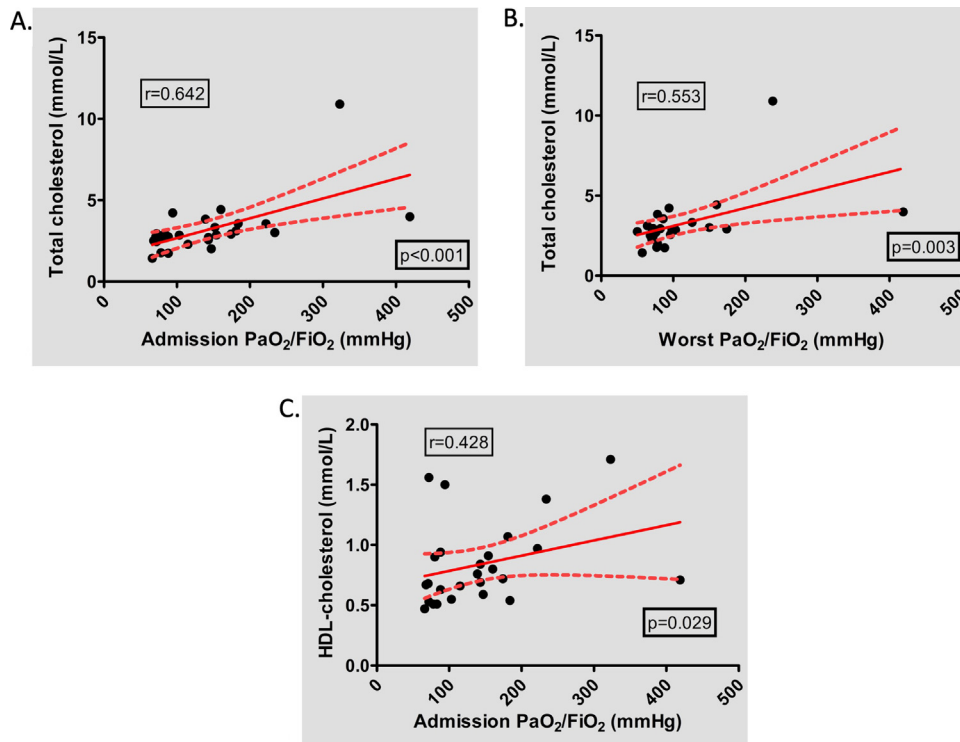 A.
Total cholesterol (mmol/L)
15
10
5
0
r=0.642
p<0.001
0 100 200 300 400 500
Admission PaO₂/FiO₂ (mmHg)
B.
Total cholesterol (mmol/L)
15
10
5
0
r=0.553
p=0.003
0 100 200 300 400 500
Worst PaO₂/FiO₂ (mmHg)
C.
HDL-cholesterol (mmol/L)
2.0
1.5
1.0
0.5
0.0
r=0.428
p=0.029
0 100 200 300 400 500
Admission PaO₂/FiO₂ (mmHg)